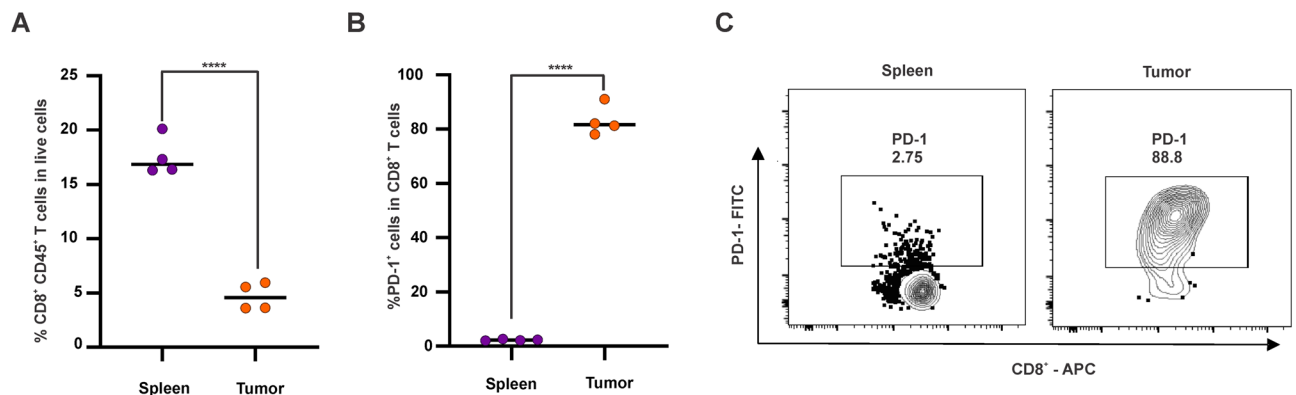 A
% CD8⁺ CD45⁺ T cells in live cells
25
20
15
10
5
0
****
Spleen
Tumor
B
%PD-1⁺ cells in CD8⁺ T cells
100
80
60
40
20
0
****
Spleen
Tumor
C
Spleen
Tumor
PD-1
2.75
PD-1
88.8
PD-1- FITC
CD8⁺ - APC